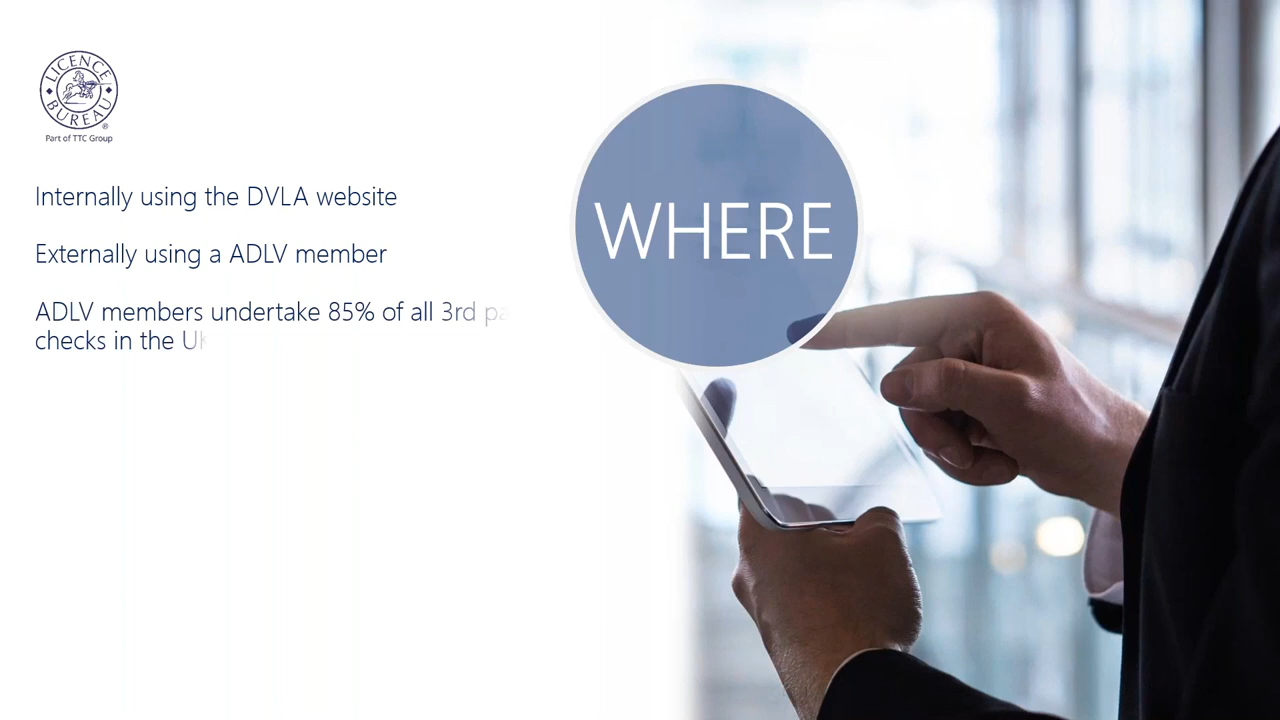 LICENCE BUREAU
®
Part of TTC Group
Internally using the DVLA website
Externally using a ADLV member
ADLV members undertake 85% of all 3rd
checks in the UK
WHERE